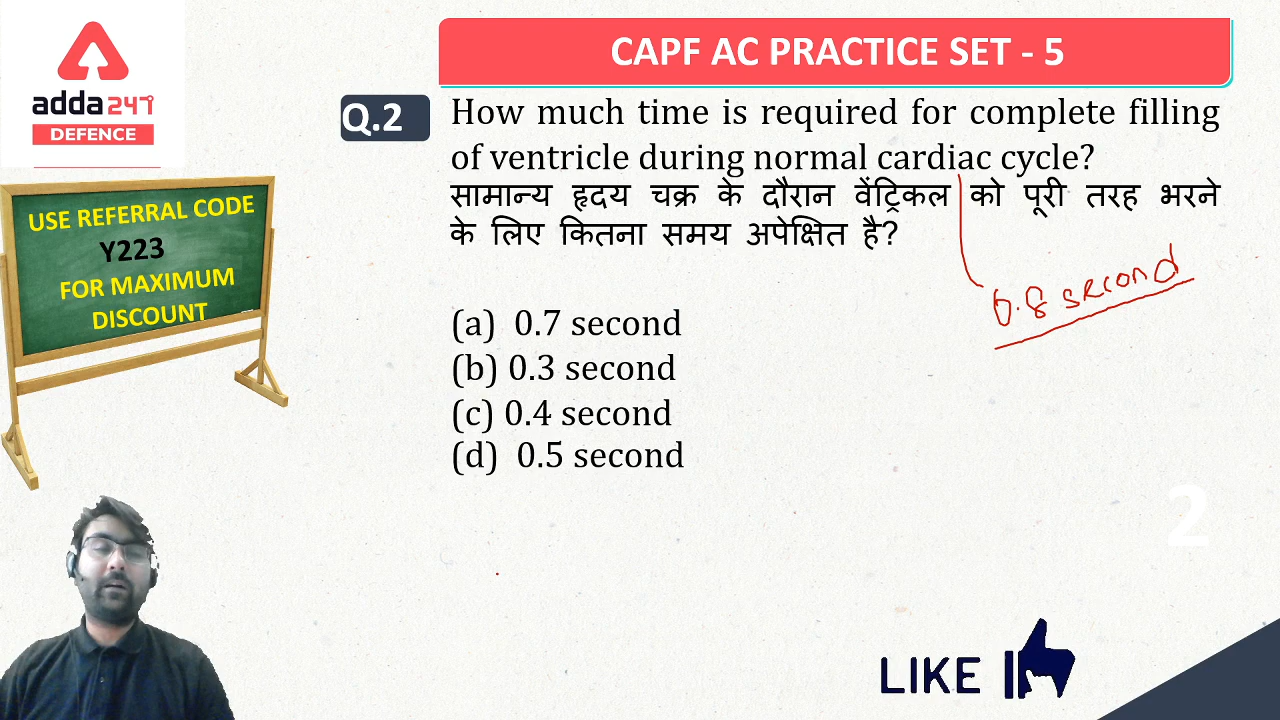 adda247
DEFENCE
CAPF AC PRACTICE SET - 5
Q.2
How much time is required for complete filling
of ventricle during normal cardiac cycle?
सामान्य हृदय चक्र के दौरान वेंट्रिकल को पूरी तरह भरने
के लिए कितना समय अपेक्षित है?
0.8 second
(a) 0.7 second
(b) 0.3 second
(c) 0.4 second
(d) 0.5 second
USE REFERRAL CODE
Y223
FOR MAXIMUM
DISCOUNT
2
LIKE